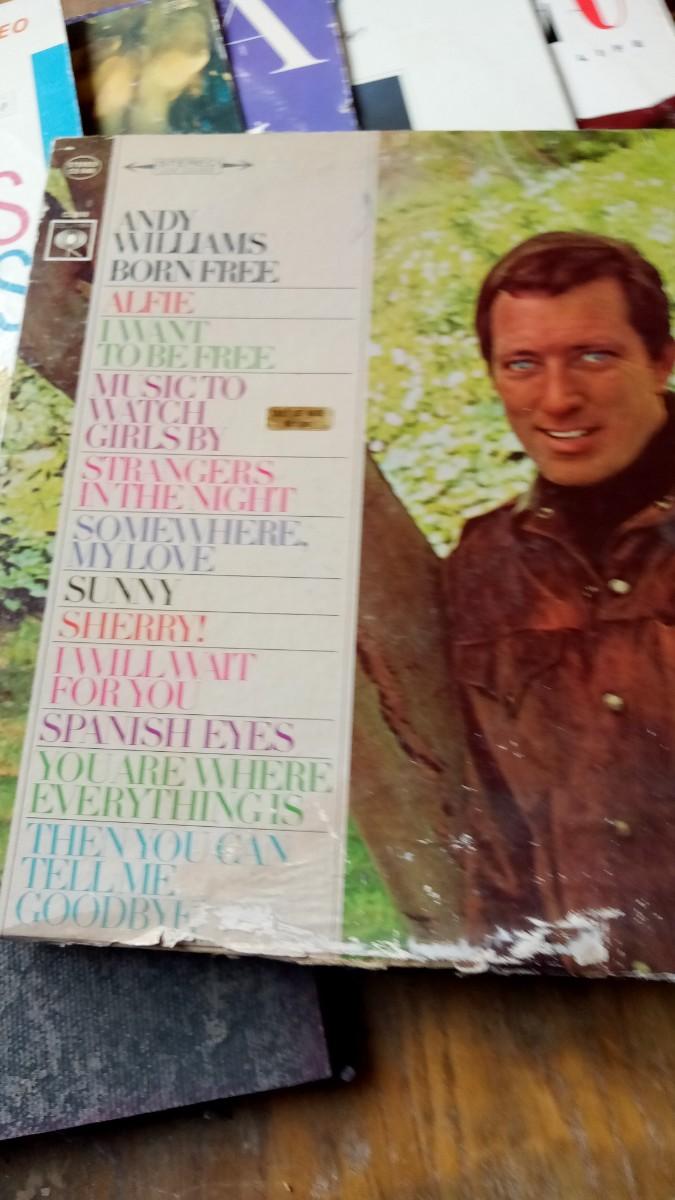 EO
A
STEREO
ANDY
WILLIAMS
BORN FREE
ALFIE
I WANT
TO BE FREE
MUSIC TO
WATCH
GIRLS BY
STRANGERS
IN THE NIGHT
SOMEWHERE,
MY LOVE
SUNNY
SHERRY!
I WILL WAIT
FOR YOU
SPANISH EYES
YOU ARE WHERE
EVERYTHING IS
THEN YOU CAN
TELL ME
GOODBYE
S
S